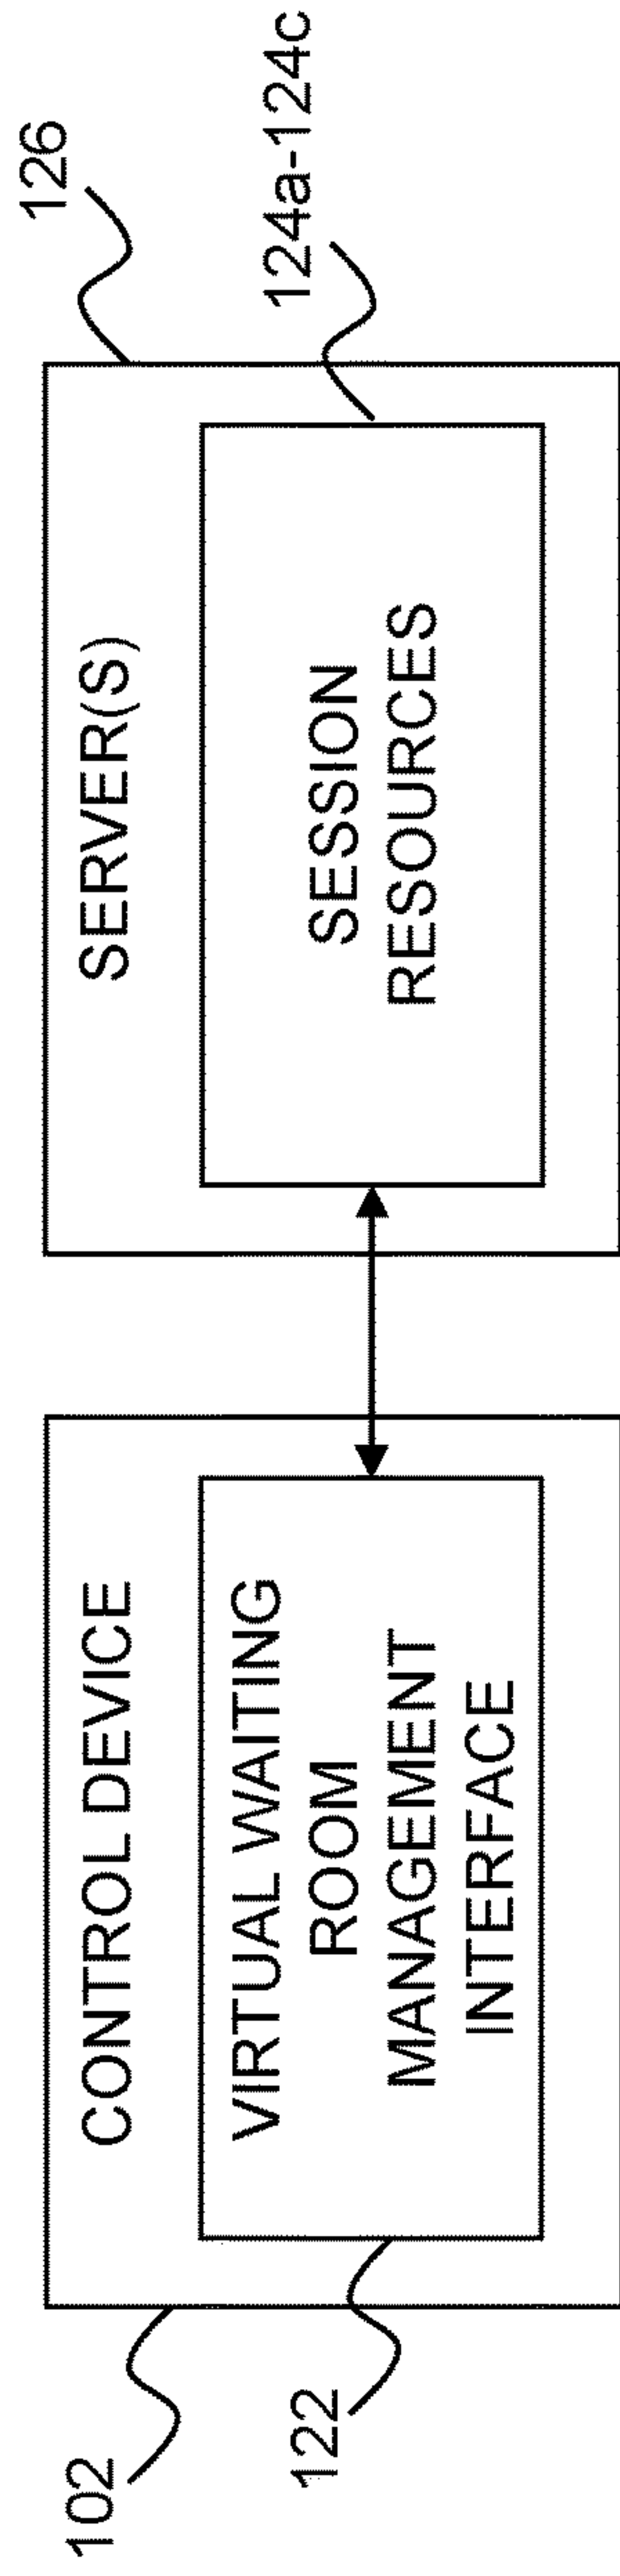 102
CONTROL DEVICE
122
VIRTUAL WAITING
ROOM
MANAGEMENT
INTERFACE
126
SERVER(S)
124a-124c
SESSION
RESOURCES